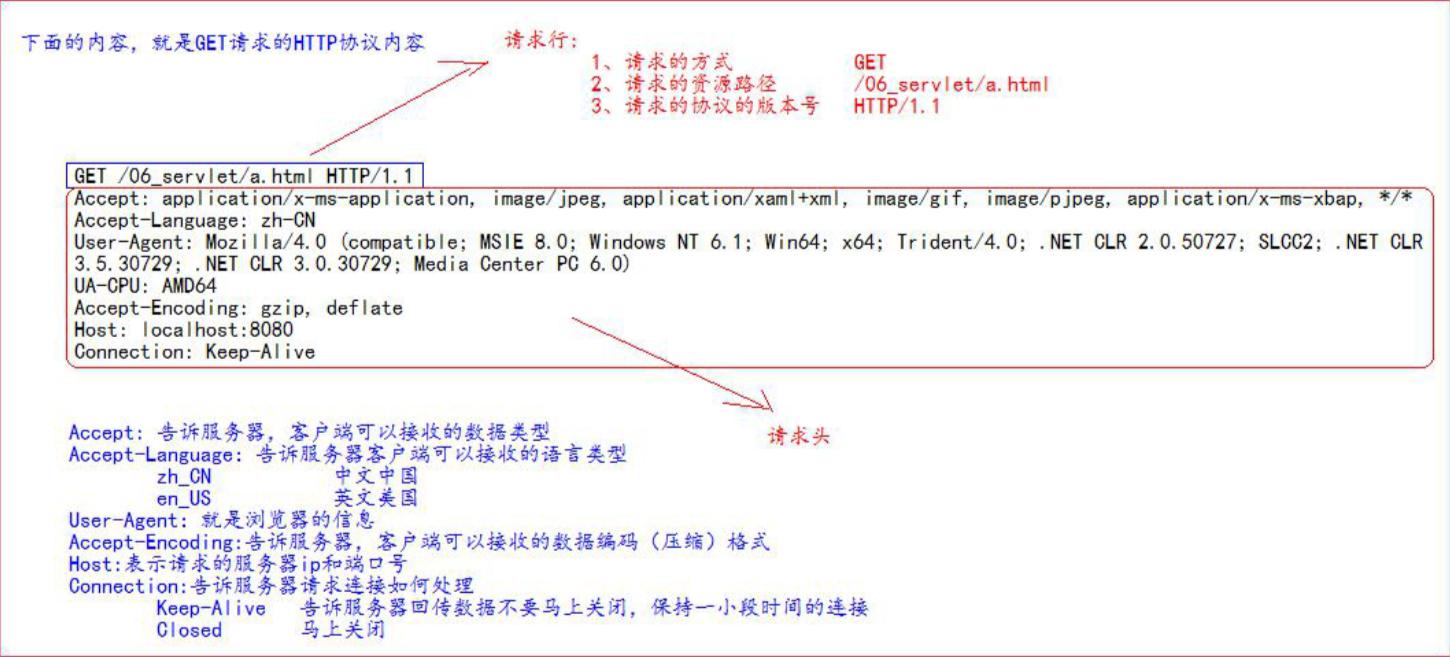 下面的内容，就是GET请求的HTTP协议内容
请求行：
1、请求的方式 GET
2、请求的资源路径 /06_servlet/a.html
3、请求的协议的版本号 HTTP/1.1
GET /06_servlet/a.html HTTP/1.1
Accept: application/x-ms-application, image/jpeg, application/xaml+xml, image/gif, image/pjpeg, application/x-ms-xbap, */*
Accept-Language: zh-CN
User-Agent: Mozilla/4.0 (compatible; MSIE 8.0; Windows NT 6.1; Win64; x64; Trident/4.0; .NET CLR 2.0.50727; SLCC2; .NET CLR
3.5.30729; .NET CLR 3.0.30729; Media Center PC 6.0)
UA-CPU: AMD64
Accept-Encoding: gzip, deflate
Host: localhost:8080
Connection: Keep-Alive
请求头
Accept: 告诉服务器，客户端可以接收的数据类型
Accept-Language: 告诉服务器客户端可以接收的语言类型
zh_CN 中文中国
en_US 英文美国
User-Agent: 就是浏览器的信息
Accept-Encoding:告诉服务器，客户端可以接收的数据编码（压缩）格式
Host:表示请求的服务器ip和端口号
Connection:告诉服务器请求连接如何处理
Keep-Alive 告诉服务器回传数据不要马上关闭，保持一小段时间的连接
Closed 马上关闭